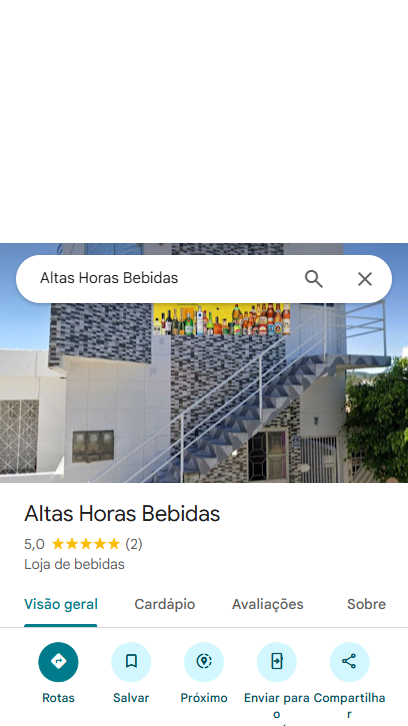 Altas Horas Bebidas
Altas Horas Bebidas
5,0 ★★★★★ (2)
Loja de bebidas
Visão geral Cardápio Avaliações Sobre
Rotas Salvar Próximo Enviar para o Compartilhar